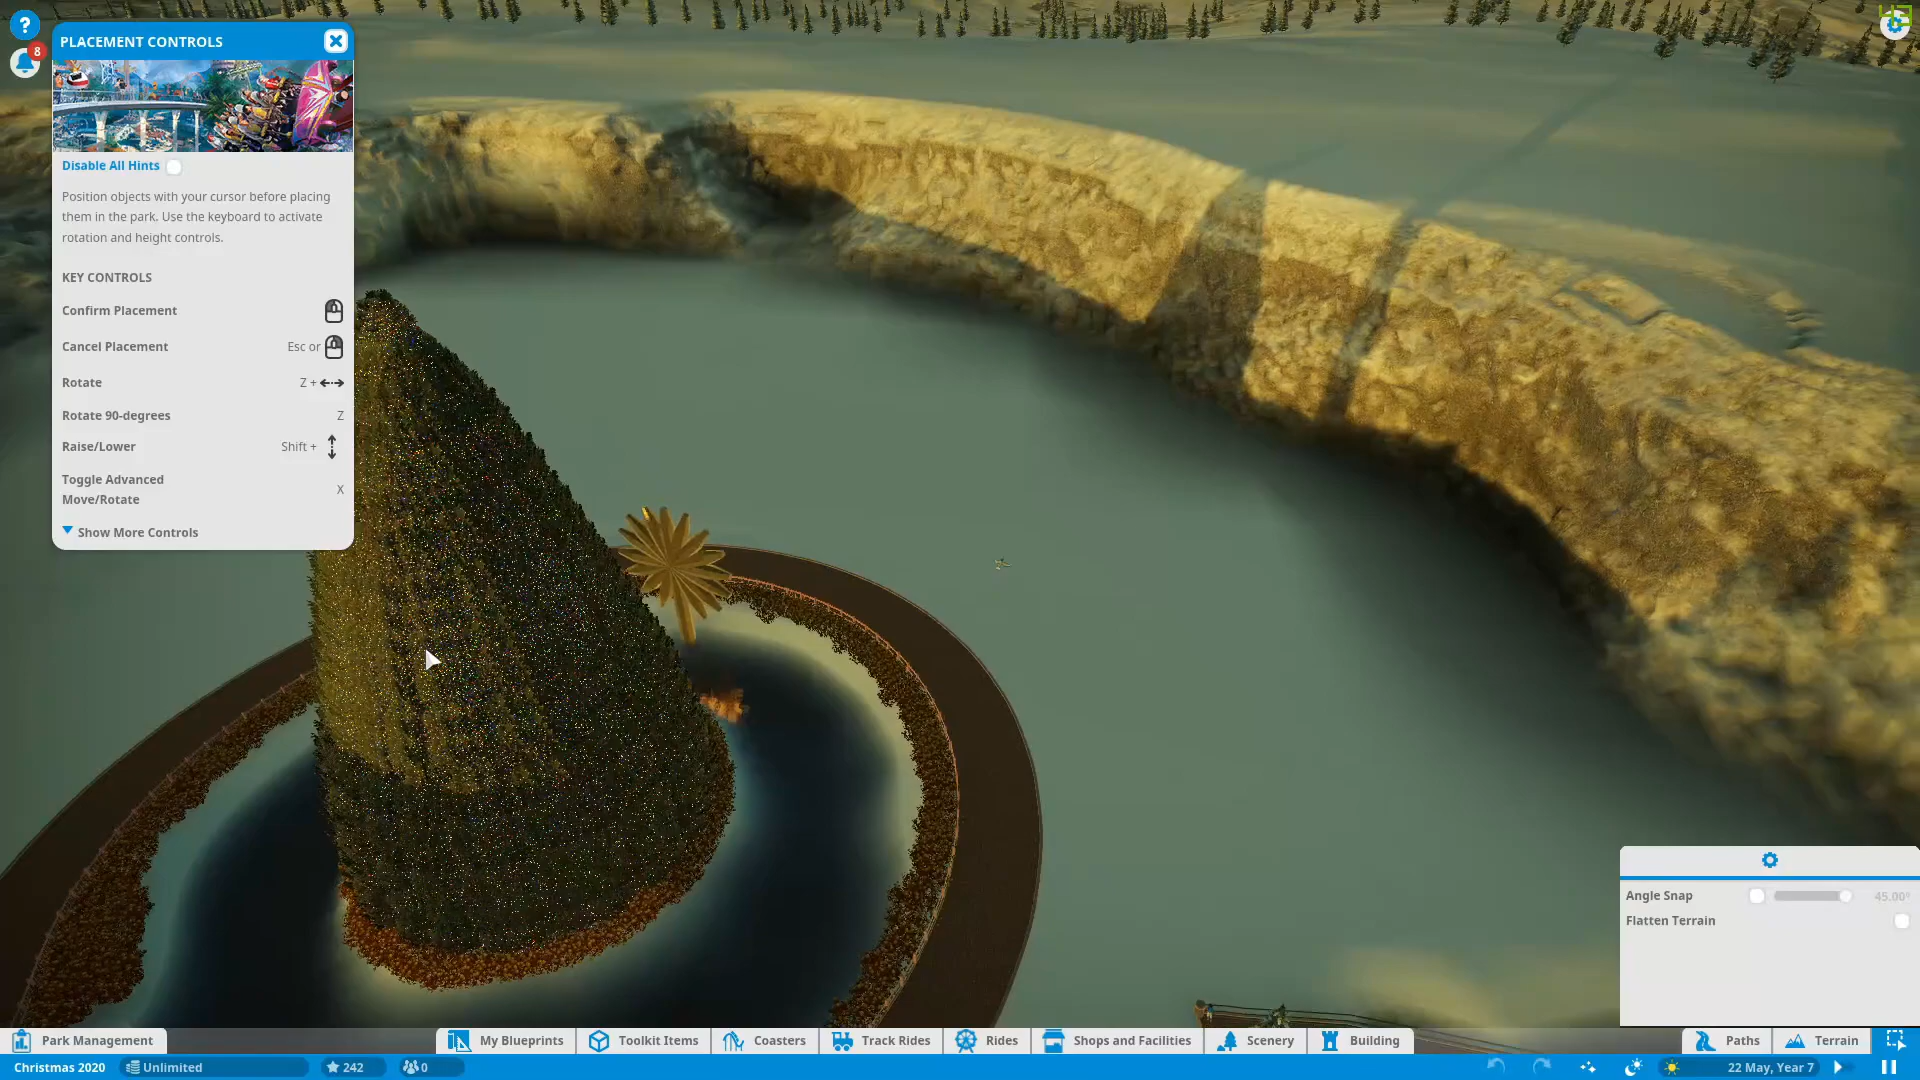 ?
8
PLACEMENT CONTROLS
43
Disable All Hints
Position objects with your cursor before placing
them in the park. Use the keyboard to activate
rotation and height controls.
KEY CONTROLS
Confirm Placement
Cancel Placement Esc or
Rotate Z +
Rotate 90-degrees Z
Raise/Lower Shift +
Toggle Advanced
Move/Rotate X
Show More Controls
Angle Snap 45.00°
Flatten Terrain
Park Management My Blueprints Toolkit Items Coasters Track Rides Rides Shops and Facilities Scenery Building Paths Terrain
Christmas 2020 Unlimited 242 0 22 May, Year 7